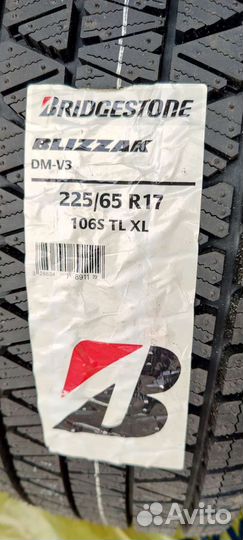 BRIDGESTONE
BLIZZAK
DM-V3
225/65 R17
106S TL XL
Avito